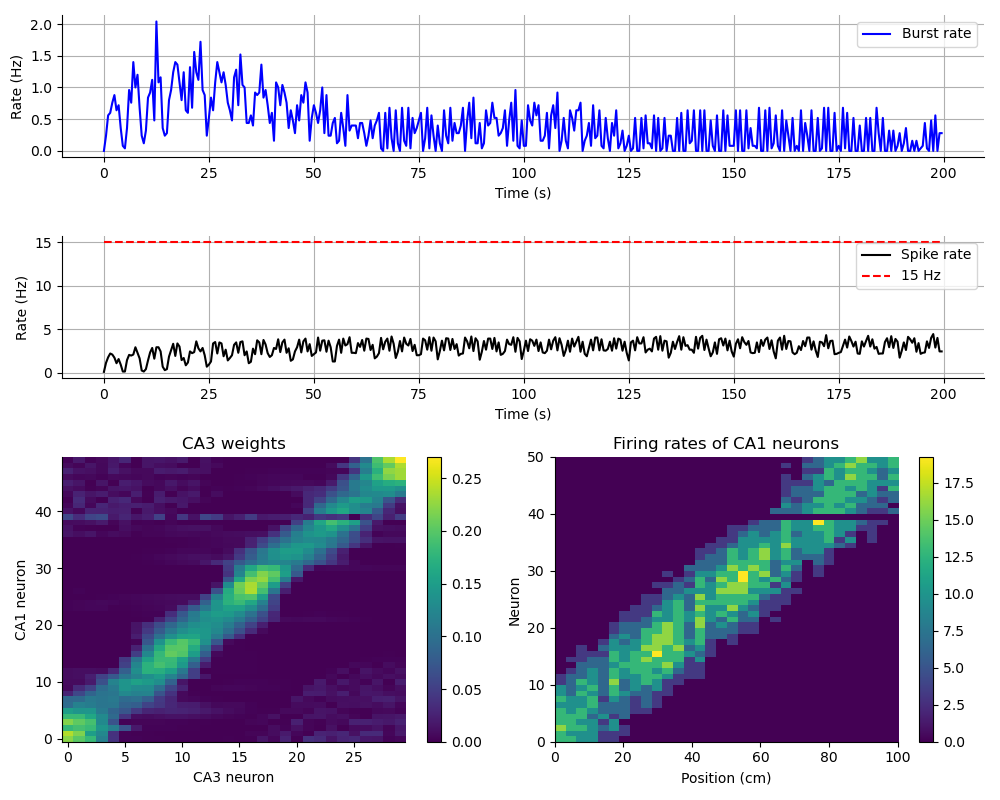 2.0
1.5
1.0
0.5
0.0
Rate (Hz)
Burst rate
0 25 50 75 100 125 150 175 200
Time (s)
15
10
5
0
Rate (Hz)
Spike rate
15 Hz
0 25 50 75 100 125 150 175 200
Time (s)
CA3 weights
40
30
20
10
0
CA1 neuron
0 5 10 15 20 25
CA3 neuron
0.25
0.20
0.15
0.10
0.05
0.00
Firing rates of CA1 neurons
50
40
30
20
10
0
Neuron
0 20 40 60 80 100
Position (cm)
17.5
15.0
12.5
10.0
7.5
5.0
2.5
0.0